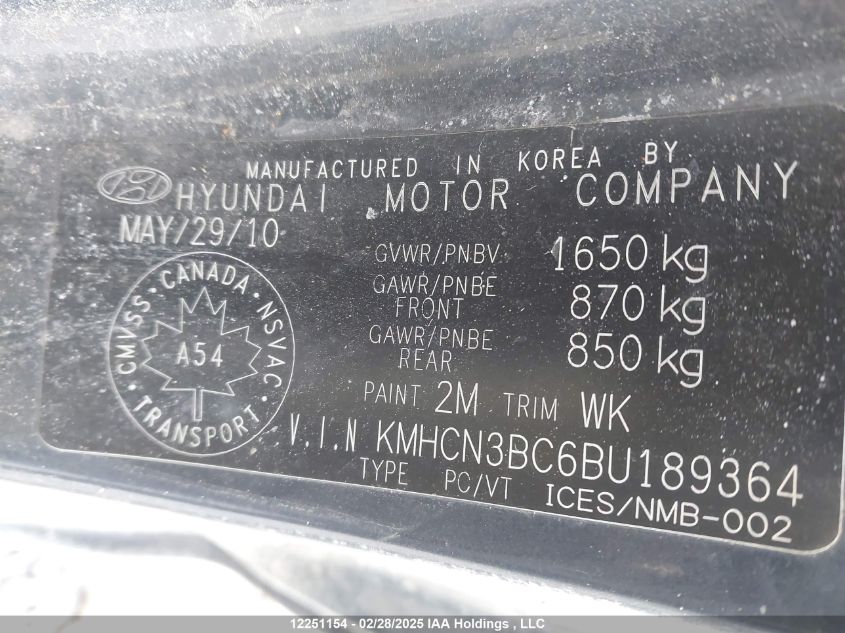 MANUFACTURED IN KOREA BY
HYUNDAI MOTOR COMPANY
MAY/29/10
GVWR/PNBV 1650 kg
GAWR/PNBE FRONT 870 kg
GAWR/PNBE REAR 850 kg
CMVSS · CANADA · NSVAC · TRANSPORT
A54
PAINT 2M TRIM WK
V.I.N KMHCN3BC6BU189364
TYPE PC/VT ICES/NMB-002
12251154 - 02/28/2025 IAA Holdings, LLC